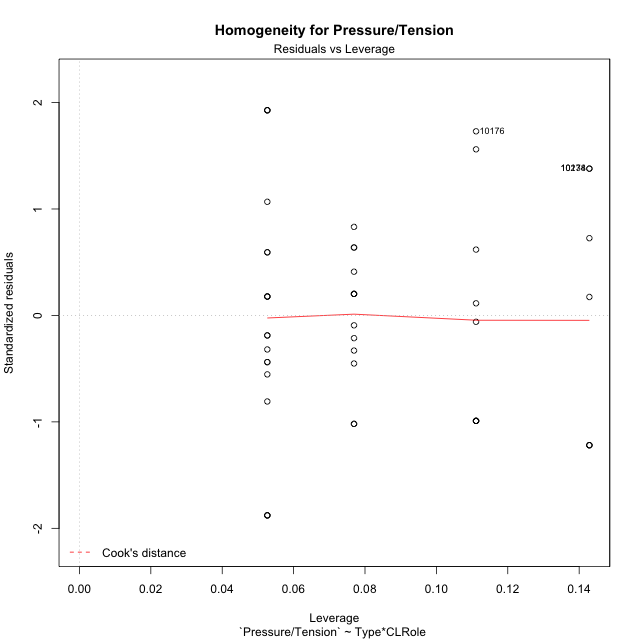 Homogeneity for Pressure/Tension
Residuals vs Leverage
Standardized residuals
2
1
0
-1
-2
10176
Cook's distance
0.00 0.02 0.04 0.06 0.08 0.10 0.12 0.14
Leverage
`Pressure/Tension` ~ Type*CLRole